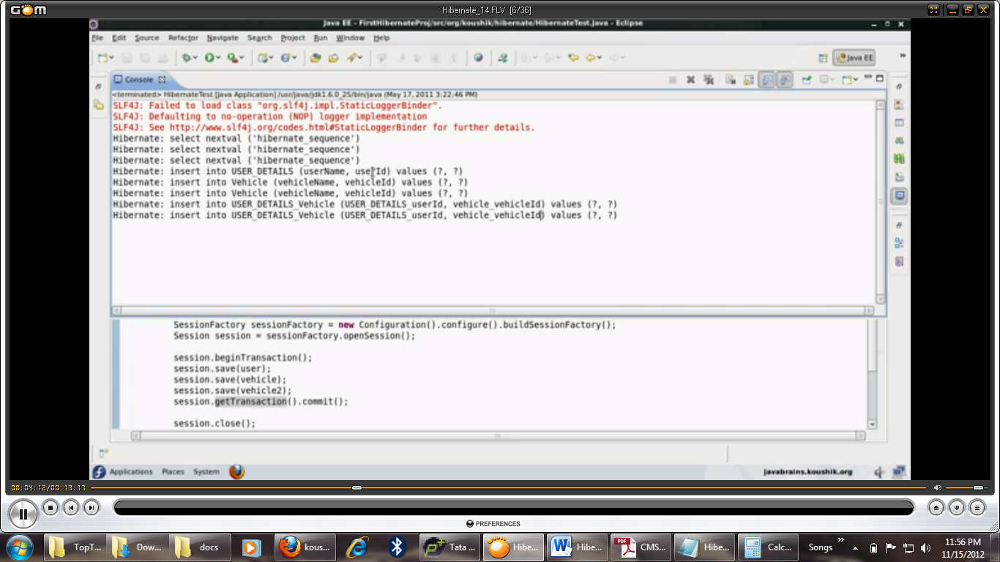 GOM
Hibernate_14.FLV [6/36]
Java EE - FirstHibernateProj/src/org/koushik/hibernate/HibernateTest.java - Eclipse
File Edit Source Refactor Navigate Search Project Run Window Help
Java EE
Console
<terminated> HibernateTest [Java Application] /usr/java/jdk1.6.0_25/bin/java (May 17, 2011 3:22:46 PM)
SLF4J: Failed to load class "org.slf4j.impl.StaticLoggerBinder".
SLF4J: Defaulting to no-operation (NOP) logger implementation
SLF4J: See http://www.slf4j.org/codes.html#StaticLoggerBinder for further details.
Hibernate: select nextval ('hibernate_sequence')
Hibernate: select nextval ('hibernate_sequence')
Hibernate: select nextval ('hibernate_sequence')
Hibernate: insert into USER_DETAILS (userName, userId) values (?, ?)
Hibernate: insert into Vehicle (vehicleName, vehicleId) values (?, ?)
Hibernate: insert into Vehicle (vehicleName, vehicleId) values (?, ?)
Hibernate: insert into USER_DETAILS_Vehicle (USER_DETAILS_userId, vehicle_vehicleId) values (?, ?)
Hibernate: insert into USER_DETAILS_Vehicle (USER_DETAILS_userId, vehicle_vehicleId) values (?, ?)
SessionFactory sessionFactory = new Configuration().configure().buildSessionFactory();
Session session = sessionFactory.openSession();
session.beginTransaction();
session.save(user);
session.save(vehicle);
session.save(vehicle2);
session.getTransaction().commit();
session.close();
Applications Places System
javabrains.koushik.org
00:04:12/00:13:17
PREFERENCES
TopT... Dow... docs kous... Tata ... Hibe... Hibe... CMS... Hibe... Calc... Songs
PDF
11:56 PM
11/15/2012